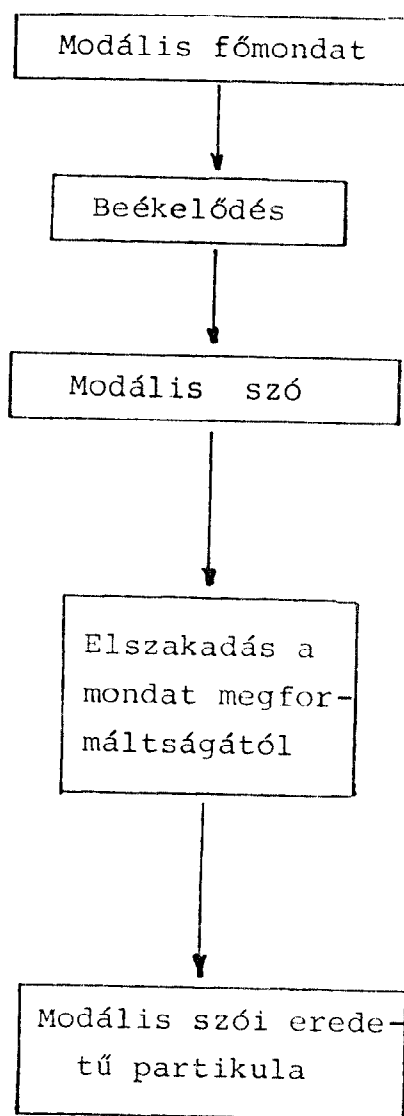 Modális főmondat
Beékelődés
Modális szó
Elszakadás a
mondat megfor-
máltságától
Modális szói erede-
tű partikula